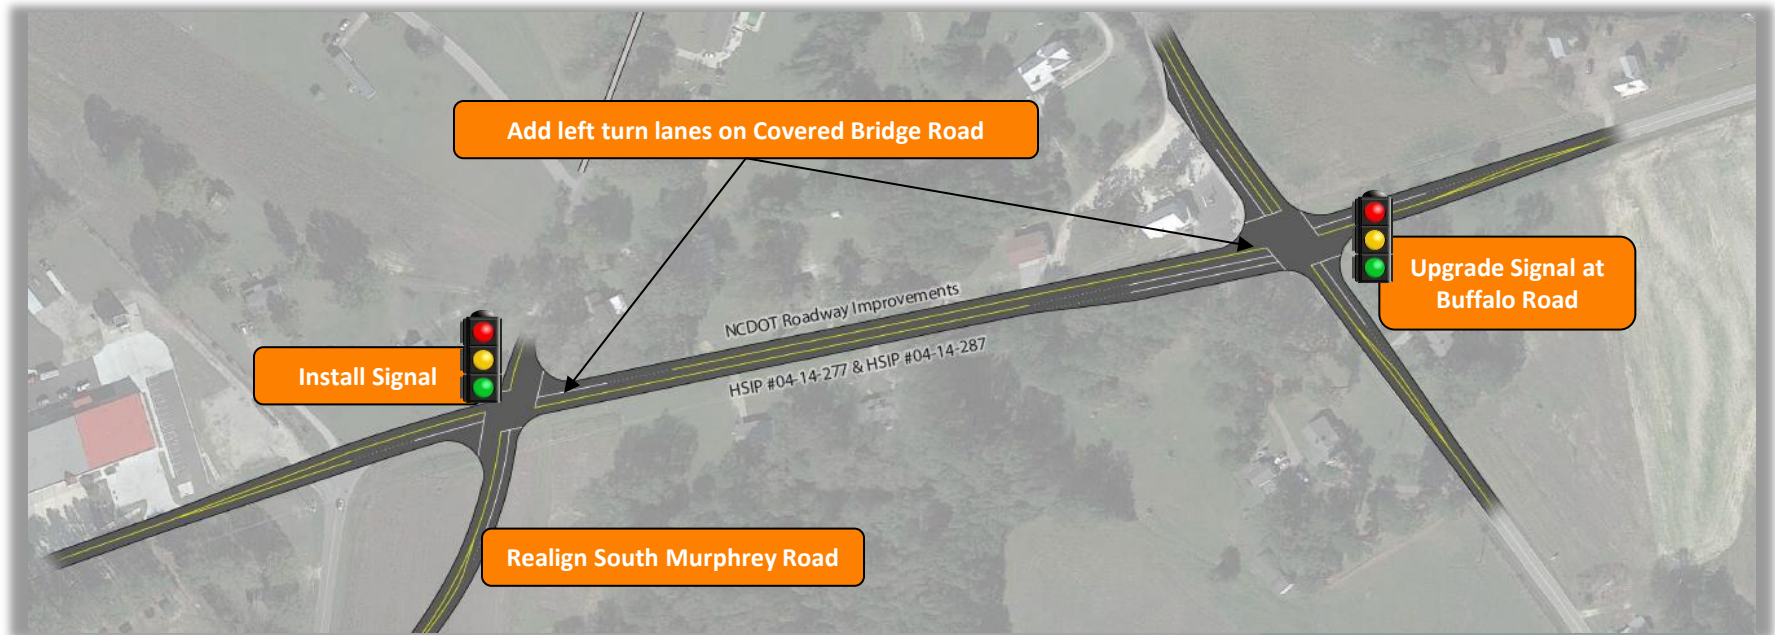 Add left turn lanes on Covered Bridge Road
Upgrade Signal at
Buffalo Road
NCDOT Roadway Improvements
HSIP #04-14-277 & HSIP #04-14-287
Install Signal
Realign South Murphrey Road